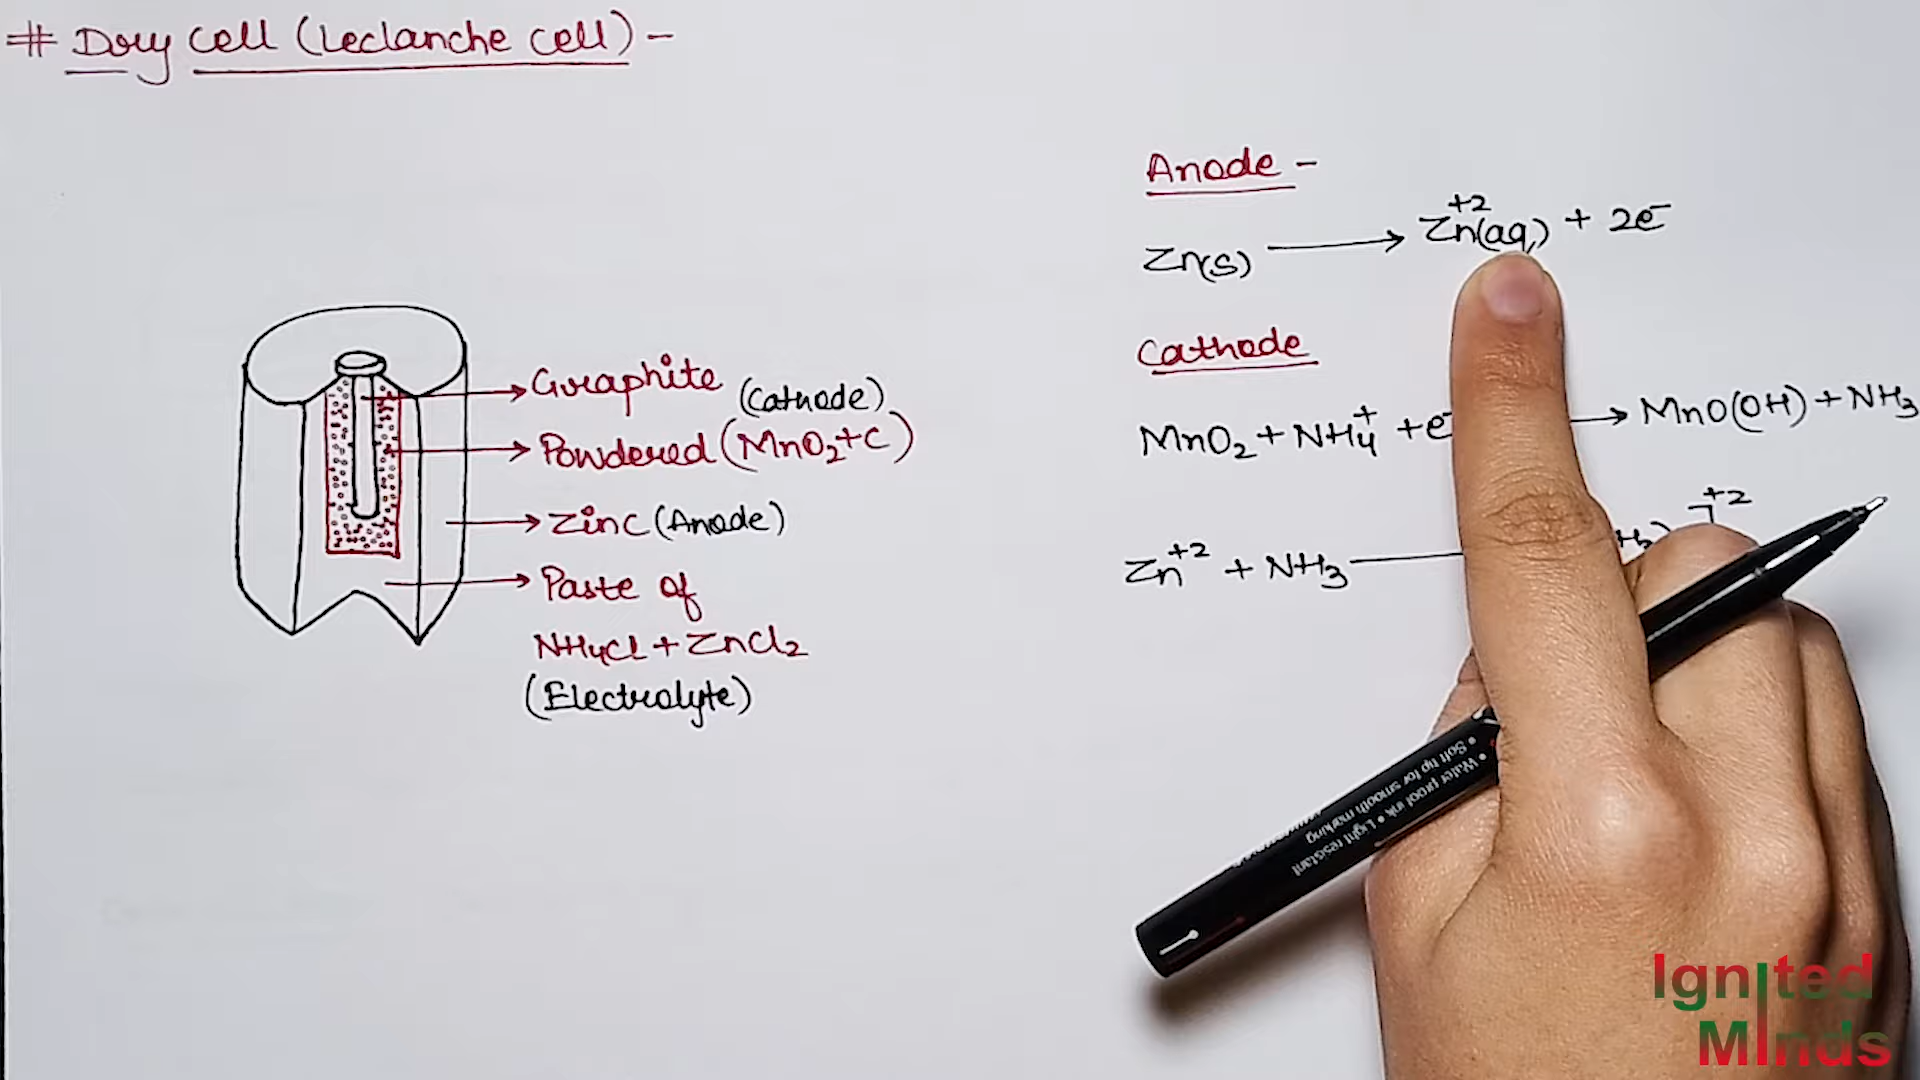 # Dry cell (Leclanche cell) -
Anode -
Zn(s) ⟶ Zn⁺²(aq) + 2e⁻
Cathode
MnO₂ + NH₄⁺ + e⁻ → MnO(OH) + NH₃
Zn⁺² + NH₃ —
+2
Graphite (Cathode)
Powdered (MnO₂+C)
Zinc (Anode)
Paste of
NH₄Cl + ZnCl₂
(Electrolyte)
• Water proof ink • Light resistant
• Soft tip for smooth marking
Ignited
Minds